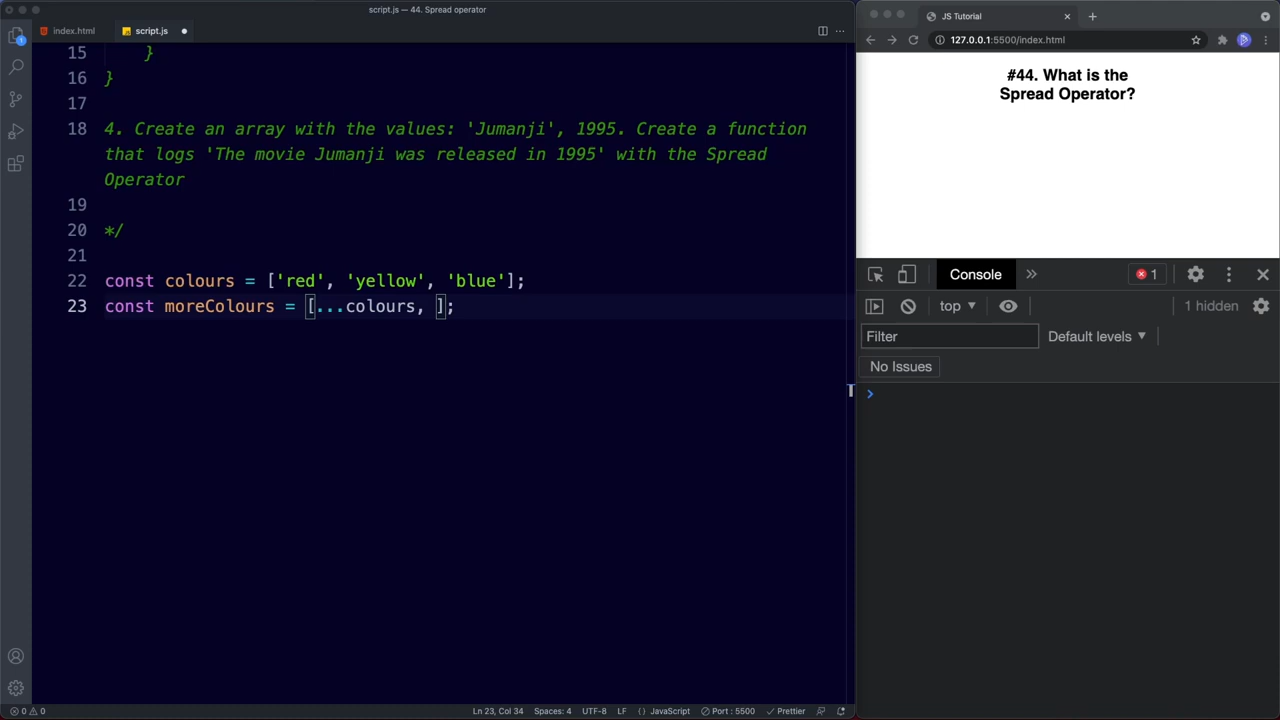 script.js — 44. Spread operator
index.html
script.js
15 }
16 }
17
18 4. Create an array with the values: 'Jumanji', 1995. Create a function
that logs 'The movie Jumanji was released in 1995' with the Spread
Operator
19
20 */
21
22 const colours = ['red', 'yellow', 'blue'];
23 const moreColours = [...colours, ];
1
0 0
Ln 23, Col 34
Spaces: 4
UTF-8
LF
{} JavaScript
Port : 5500
Prettier
JS Tutorial
127.0.0.1:5500/index.html
#44. What is the
Spread Operator?
Console
1
top
1 hidden
Filter
Default levels
No Issues